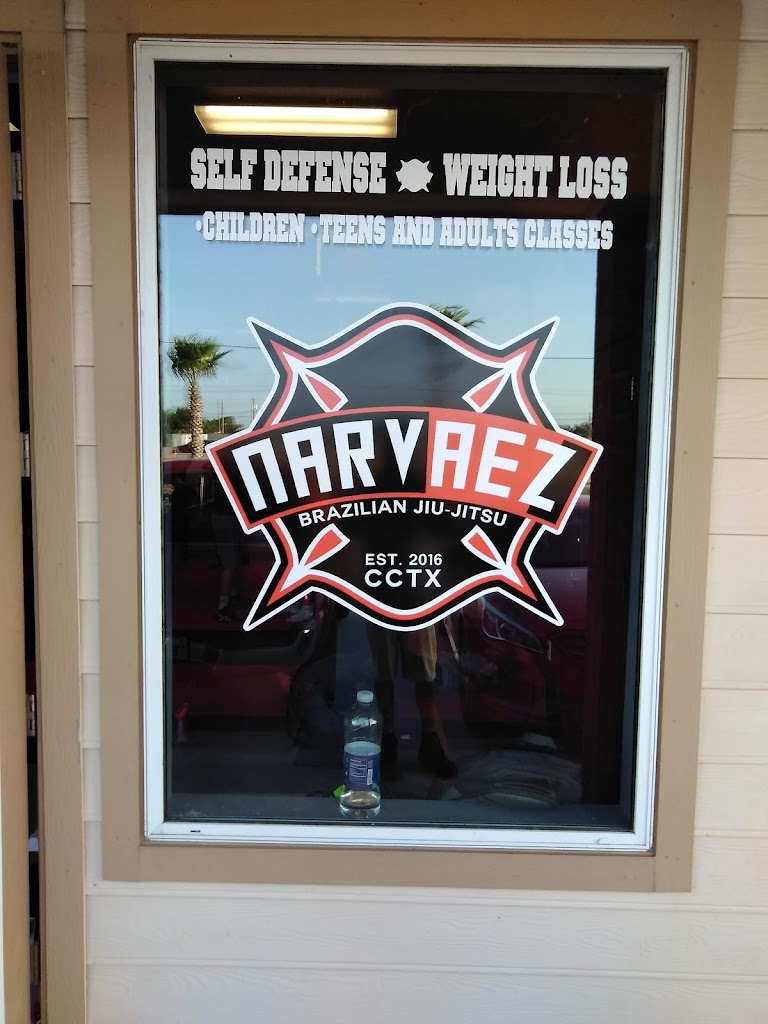 SELF DEFENSE WEIGHT LOSS
•CHILDREN •TEENS AND ADULTS CLASSES
NARVAEZ
BRAZILIAN JIU-JITSU
EST. 2016
CCTX